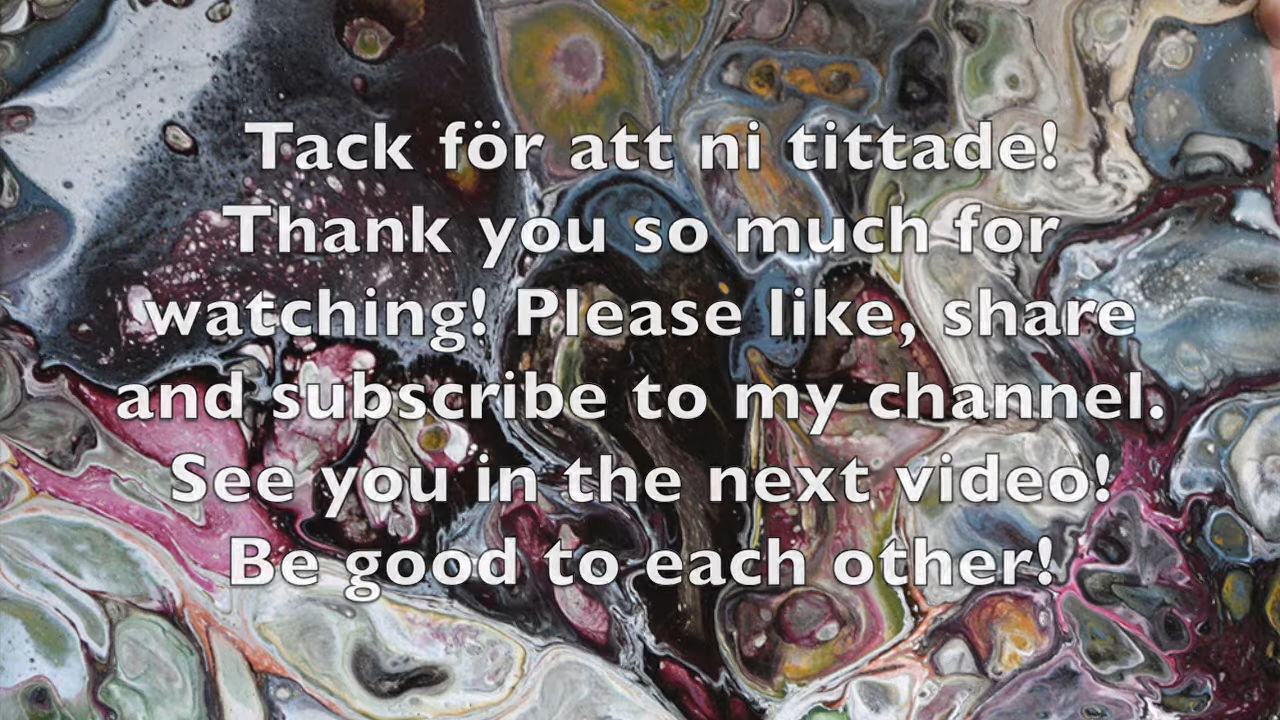 Tack för att ni tittade!
Thank you so much for
watching! Please like, share
and subscribe to my channel.
See you in the next video!
Be good to each other!